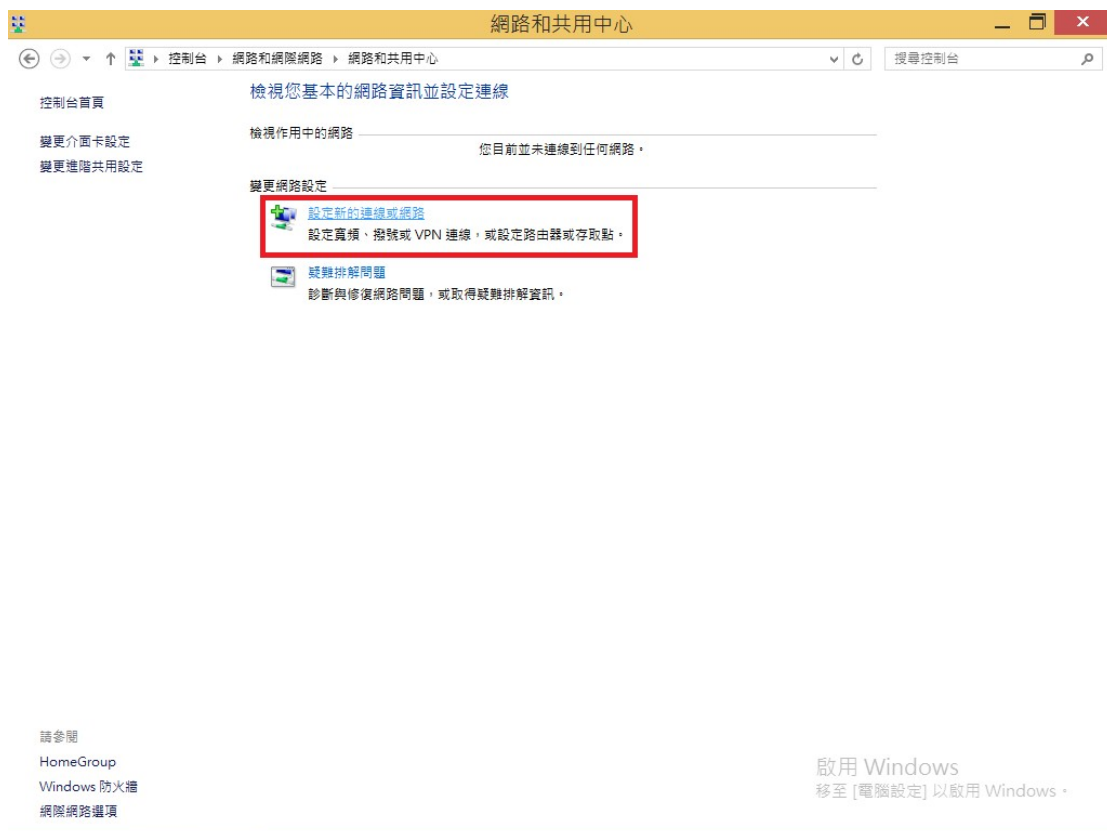 網路和共用中心
控制台 網路和網際網路 網路和共用中心
搜尋控制台
控制台首頁
變更介面卡設定
變更進階共用設定
檢視您基本的網路資訊並設定連線
檢視作用中的網路
您目前並未連線到任何網路。
變更網路設定
設定新的連線或網路
設定寬頻、撥號或 VPN 連線，或設定路由器或存取點。
疑難排解問題
診斷與修復網路問題，或取得疑難排解資訊。
請參閱
HomeGroup
Windows 防火牆
網際網路選項
啟用 Windows
移至 [電腦設定] 以啟用 Windows。